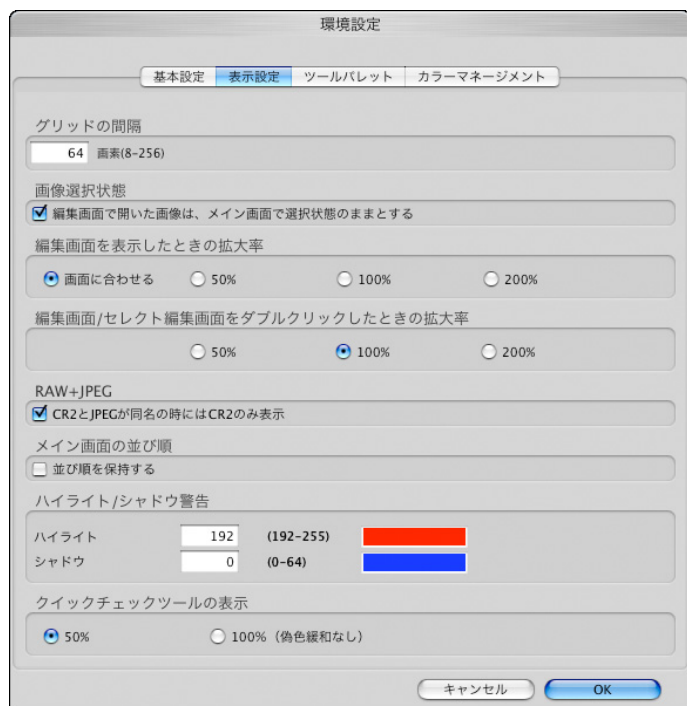 環境設定
基本設定 表示設定 ツールパレット カラーマネージメント
グリッドの間隔
64 画素(8-256)
画像選択状態
編集画面で開いた画像は、メイン画面で選択状態のままとする
編集画面を表示したときの拡大率
画面に合わせる 50% 100% 200%
編集画面/セレクト編集画面をダブルクリックしたときの拡大率
50% 100% 200%
RAW+JPEG
CR2とJPEGが同名の時にはCR2のみ表示
メイン画面の並び順
並び順を保持する
ハイライト/シャドウ警告
ハイライト 192 (192-255)
シャドウ 0 (0-64)
クイックチェックツールの表示
50% 100%（偽色緩和なし）
キャンセル OK